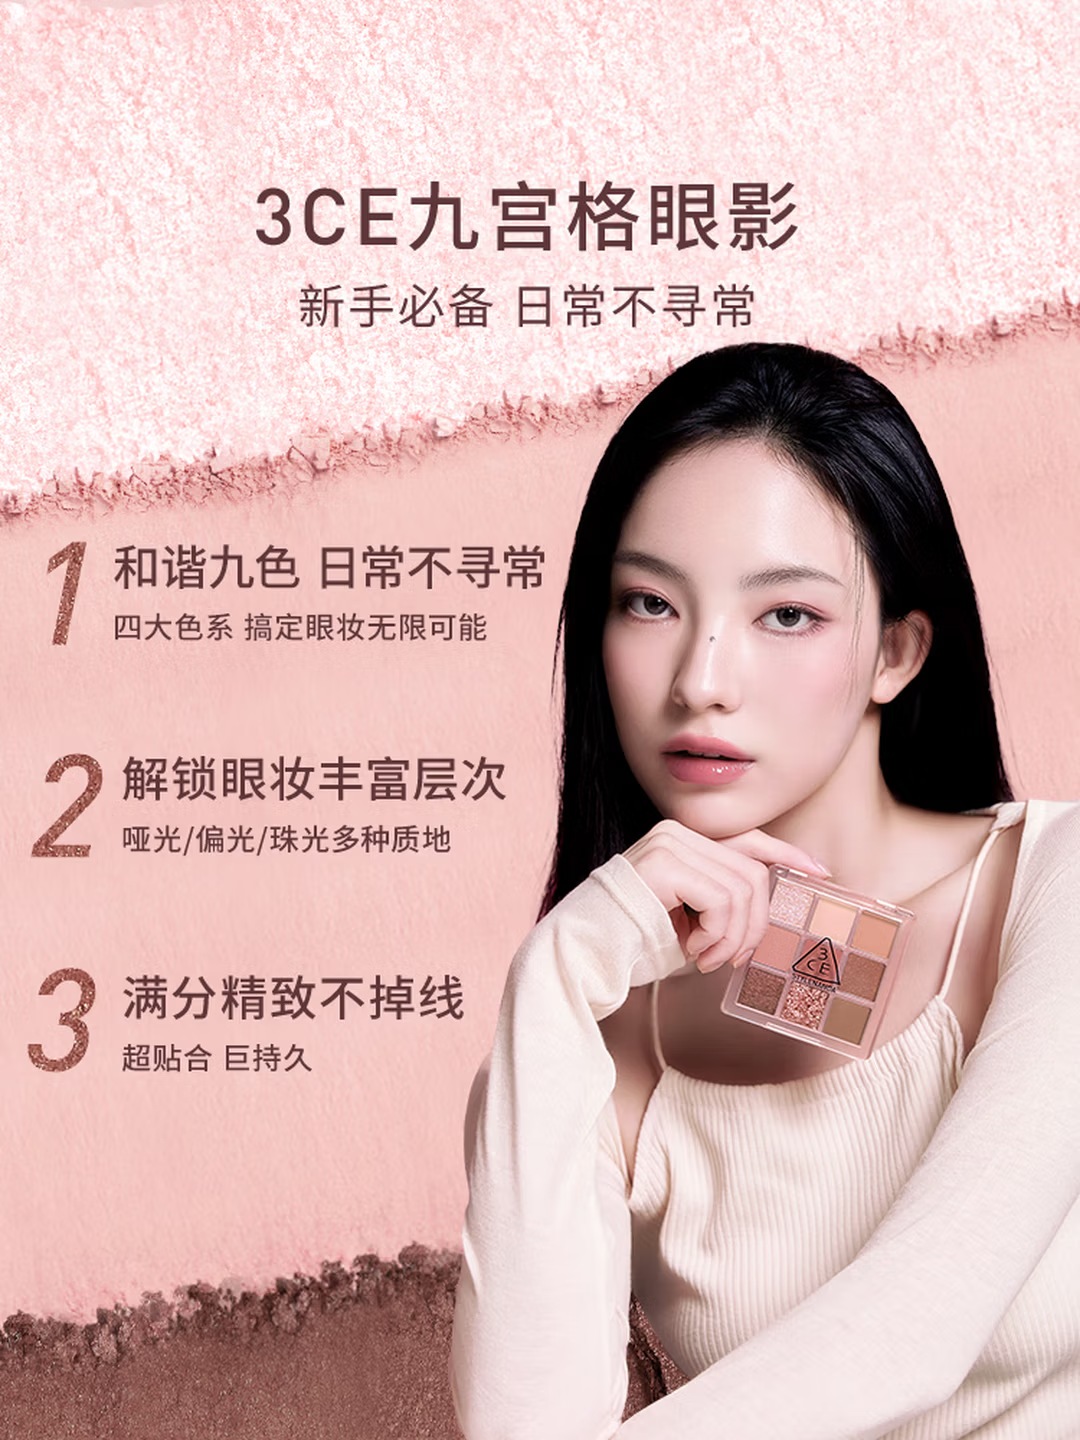 3CE九宫格眼影
新手必备 日常不寻常
1
和谐九色 日常不寻常
四大色系 搞定眼妆无限可能
2
解锁眼妆丰富层次
哑光/偏光/珠光多种质地
3
满分精致不掉线
超贴合 巨持久
3
CE
STYLENANDA